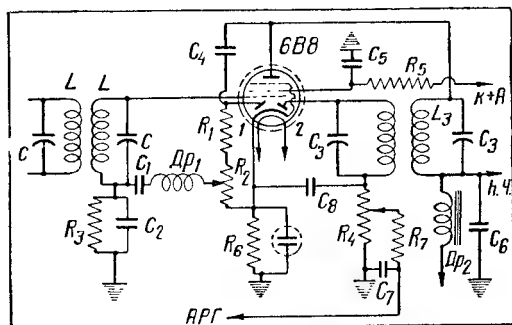 C₄
6В8
C₅
R₅
к+А
L
L
R₁
1
2
C
C
C₁
Др₁
R₂
C₃
L₃
C₃
н.ч.
R₃
C₂
R₆
C₈
R₄
R₇
Др₂
C₆
C₇
АРГ